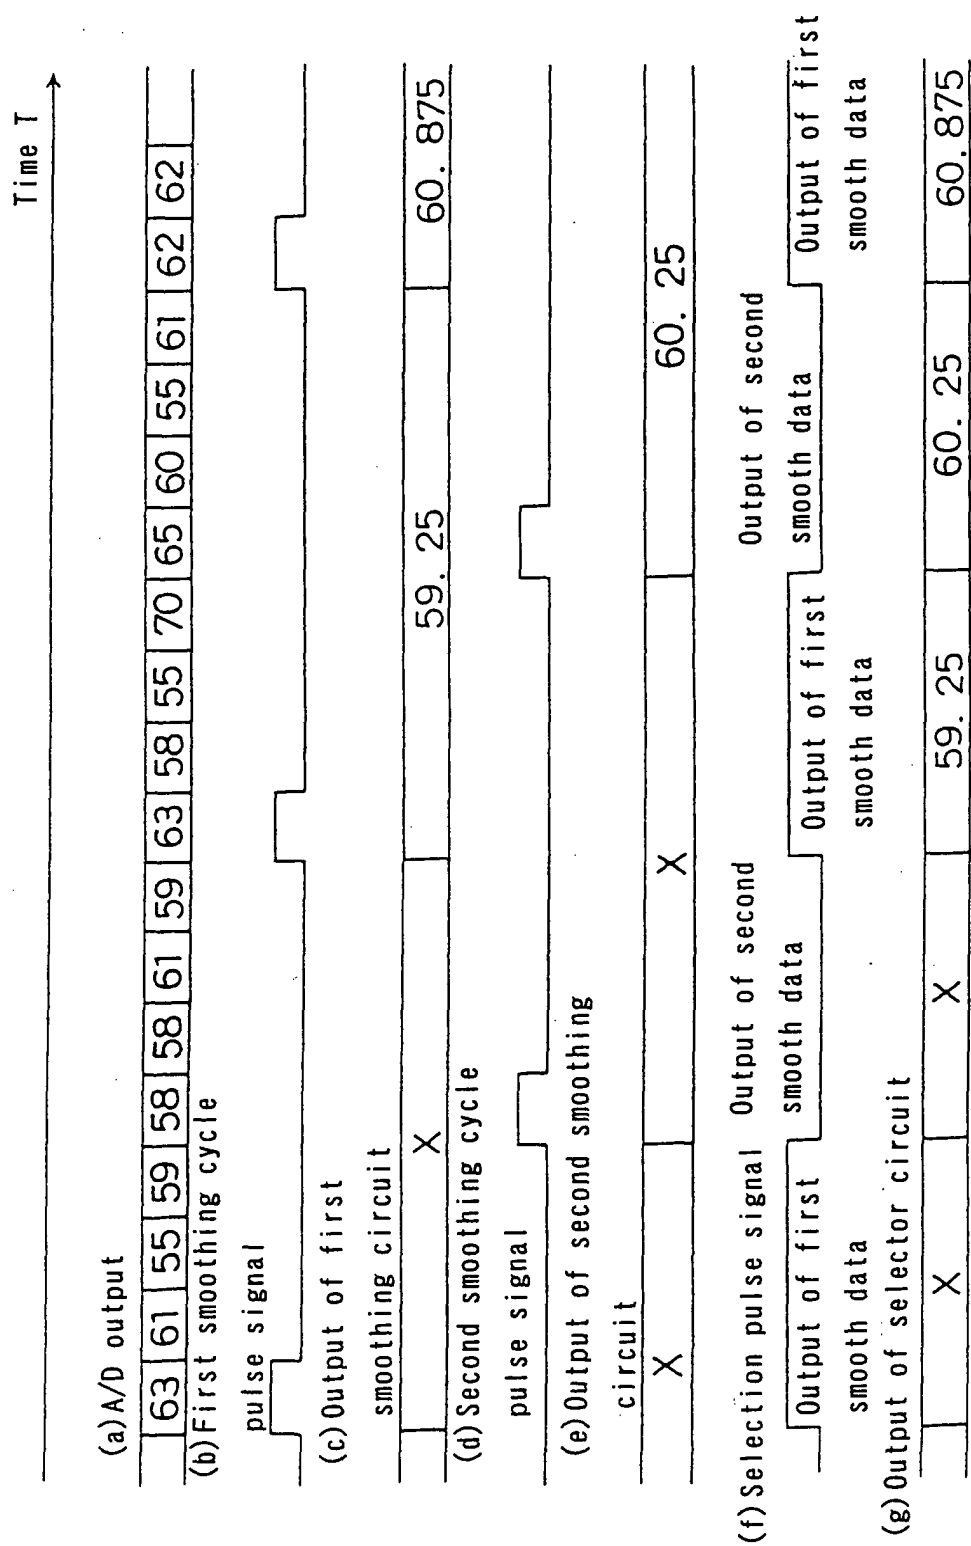 Time T
(a)A/D output
63 61 55 59 58 58 61 59 63 58 55 70 65 60 55 61 62 62
(b)First smoothing cycle
pulse signal
(c)Output of first
smoothing circuit
X 59. 25 60. 875
(d)Second smoothing cycle
pulse signal
(e)Output of second smoothing
circuit
X X 60. 25
(f)Selection pulse signal
Output of first
smooth data
Output of second
smooth data
Output of first
smooth data
Output of second
smooth data
Output of first
smooth data
(g)Output of selector circuit
X X 59. 25 60. 25 60. 875